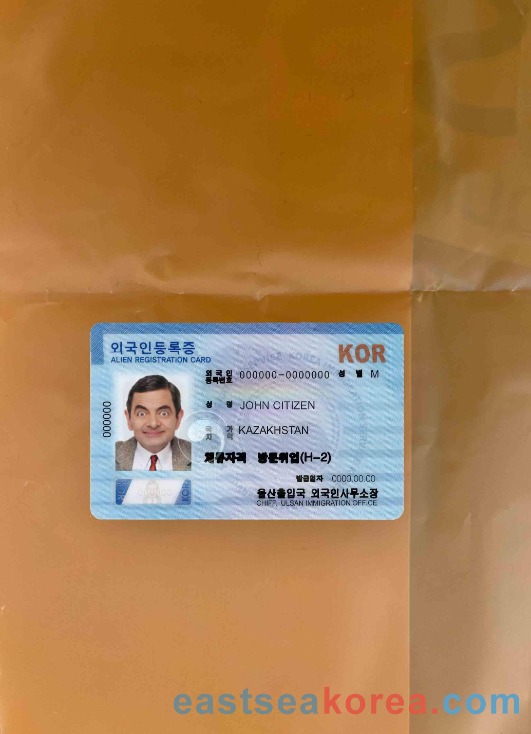 외국인등록증 KOR
ALIEN REGISTRATION CARD
외 국 인
등록번호 000000-0000000 성 별 M
000000
성 명 JOHN CITIZEN
국 가
지 역 KAZAKHSTAN
체류자격 방문취업(H-2)
발급일자 0000.00.00
울산출입국 외국인사무소장
CHIEF, ULSAN IMMIGRATION OFFICE
eastseakorea.com